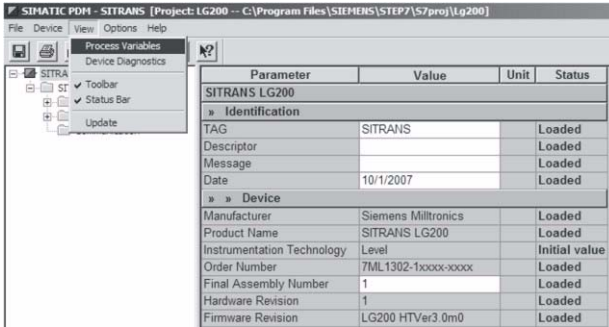 SIMATIC PDM - SITRANS [Project: LG200 -- C:\Program Files\SIEMENS\STEP7\S7proj\Lg200]
File Device View Options Help
Process Variables
Device Diagnostics
✓ Toolbar
✓ Status Bar
Update
SITRA
SI
Parameter Value Unit Status
SITRANS LG200
» Identification
TAG SITRANS Loaded
Descriptor Loaded
Message Loaded
Date 10/1/2007 Loaded
» » Device
Manufacturer Siemens Milltronics Loaded
Product Name SITRANS LG200 Loaded
Instrumentation Technology Level Initial value
Order Number 7ML1302-1xxxx-xxxx Loaded
Final Assembly Number 1 Loaded
Hardware Revision 1 Loaded
Firmware Revision LG200 HTVer3.0m0 Loaded